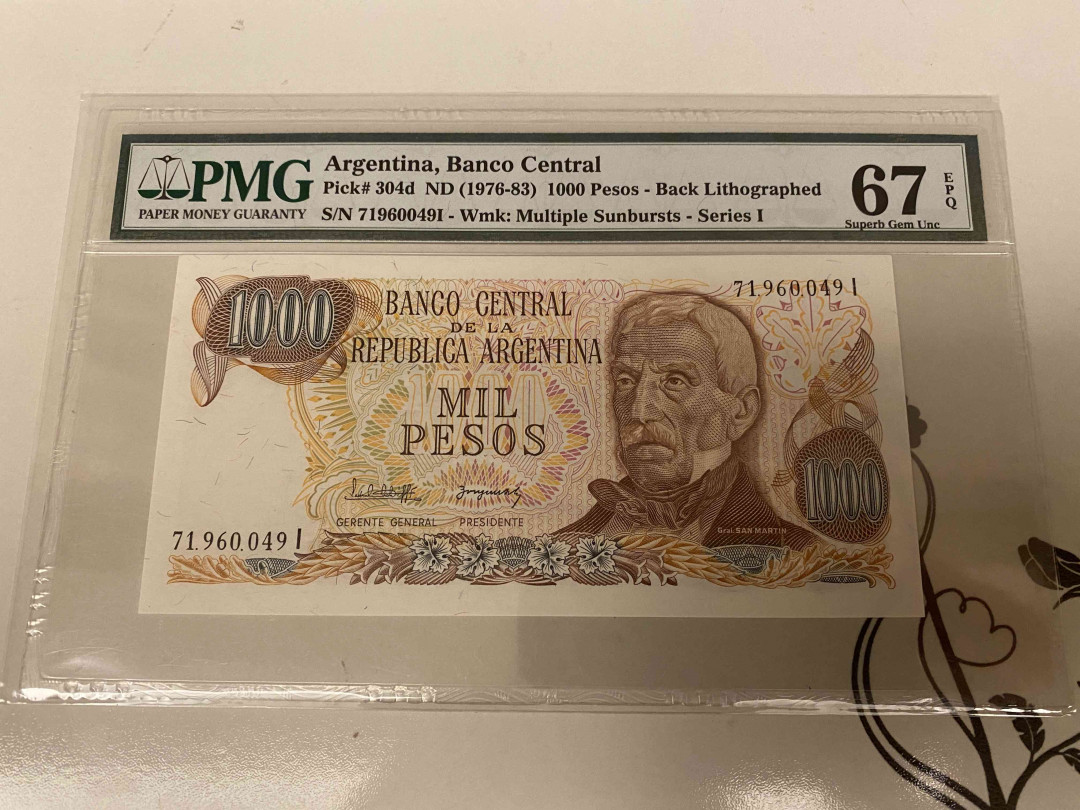 PMG
PAPER MONEY GUARANTY
Argentina, Banco Central
Pick# 304d ND (1976-83) 1000 Pesos - Back Lithographed
S/N 71960049I - Wmk: Multiple Sunbursts - Series I
67
EPQ
Superb Gem Unc
1000
BANCO CENTRAL
DE LA
REPUBLICA ARGENTINA
71.960.049 I
1000
MIL
PESOS
GERENTE GENERAL PRESIDENTE
Gral. SAN MARTIN
1000
71.960.049 I